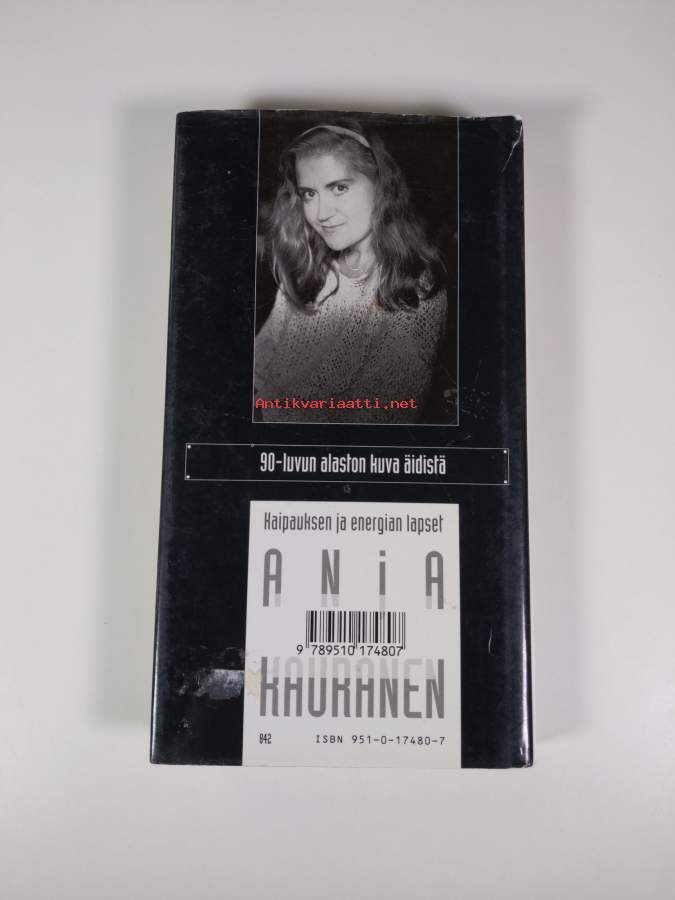 Antikvariaatti.net
90-luvun alaston kuva äidistä
Kaipauksen ja energian lapset
ANiA
9 789510 174807
KAURANEN
842 ISBN 951-0-17480-7